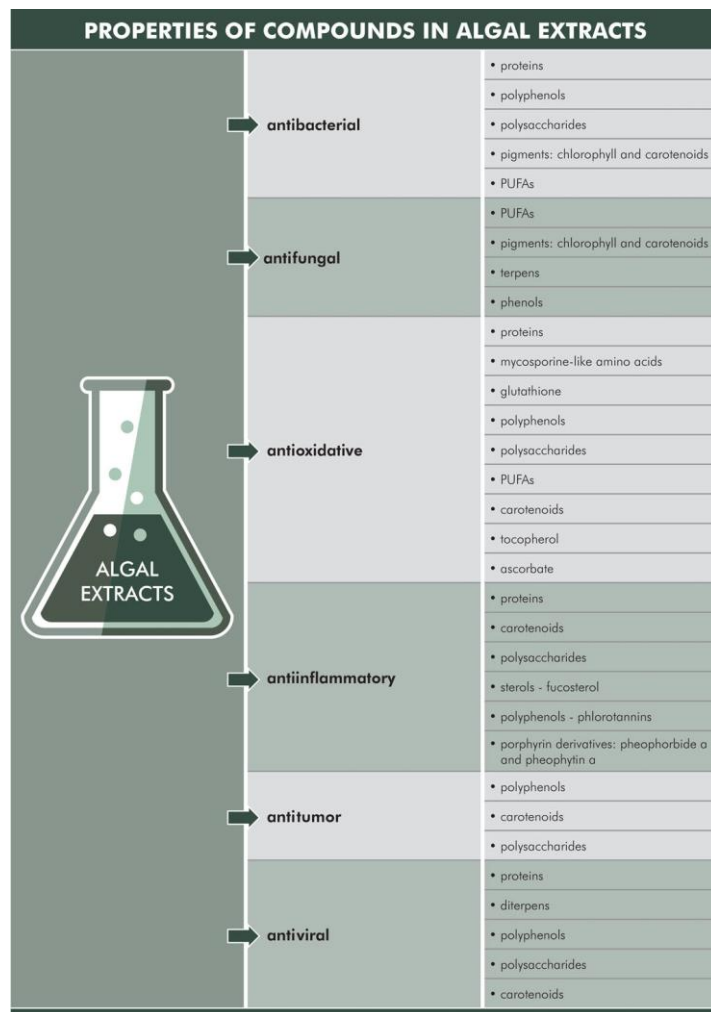 PROPERTIES OF COMPOUNDS IN ALGAL EXTRACTS
ALGAL
EXTRACTS
antibacterial
• proteins
• polyphenols
• polysaccharides
• pigments: chlorophyll and carotenoids
• PUFAs
antifungal
• PUFAs
• pigments: chlorophyll and carotenoids
• terpens
• phenols
antioxidative
• proteins
• mycosporine-like amino acids
• glutathione
• polyphenols
• polysaccharides
• PUFAs
• carotenoids
• tocopherol
• ascorbate
antiinflammatory
• proteins
• carotenoids
• polysaccharides
• sterols - fucosterol
• polyphenols - phlorotannins
• porphyrin derivatives: pheophorbide a
and pheophytin a
antitumor
• polyphenols
• carotenoids
• polysaccharides
antiviral
• proteins
• diterpens
• polyphenols
• polysaccharides
• carotenoids